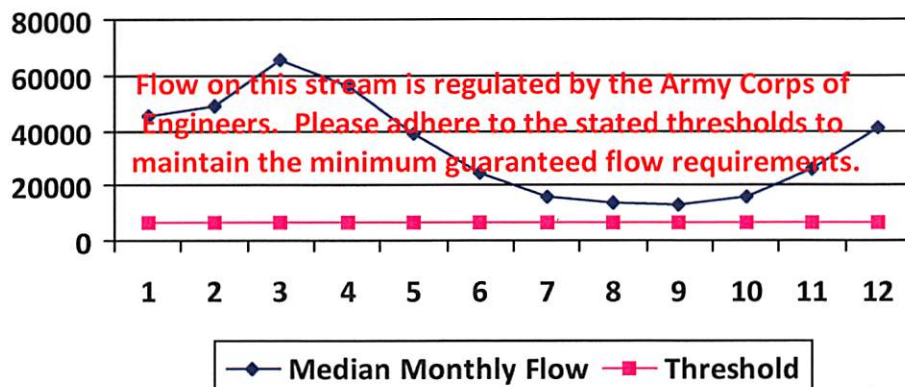 80000
60000
40000
20000
0
Flow on this stream is regulated by the Army Corps of
Engineers. Please adhere to the stated thresholds to
maintain the minimum guaranteed flow requirements.
1 2 3 4 5 6 7 8 9 10 11 12
Median Monthly Flow Threshold